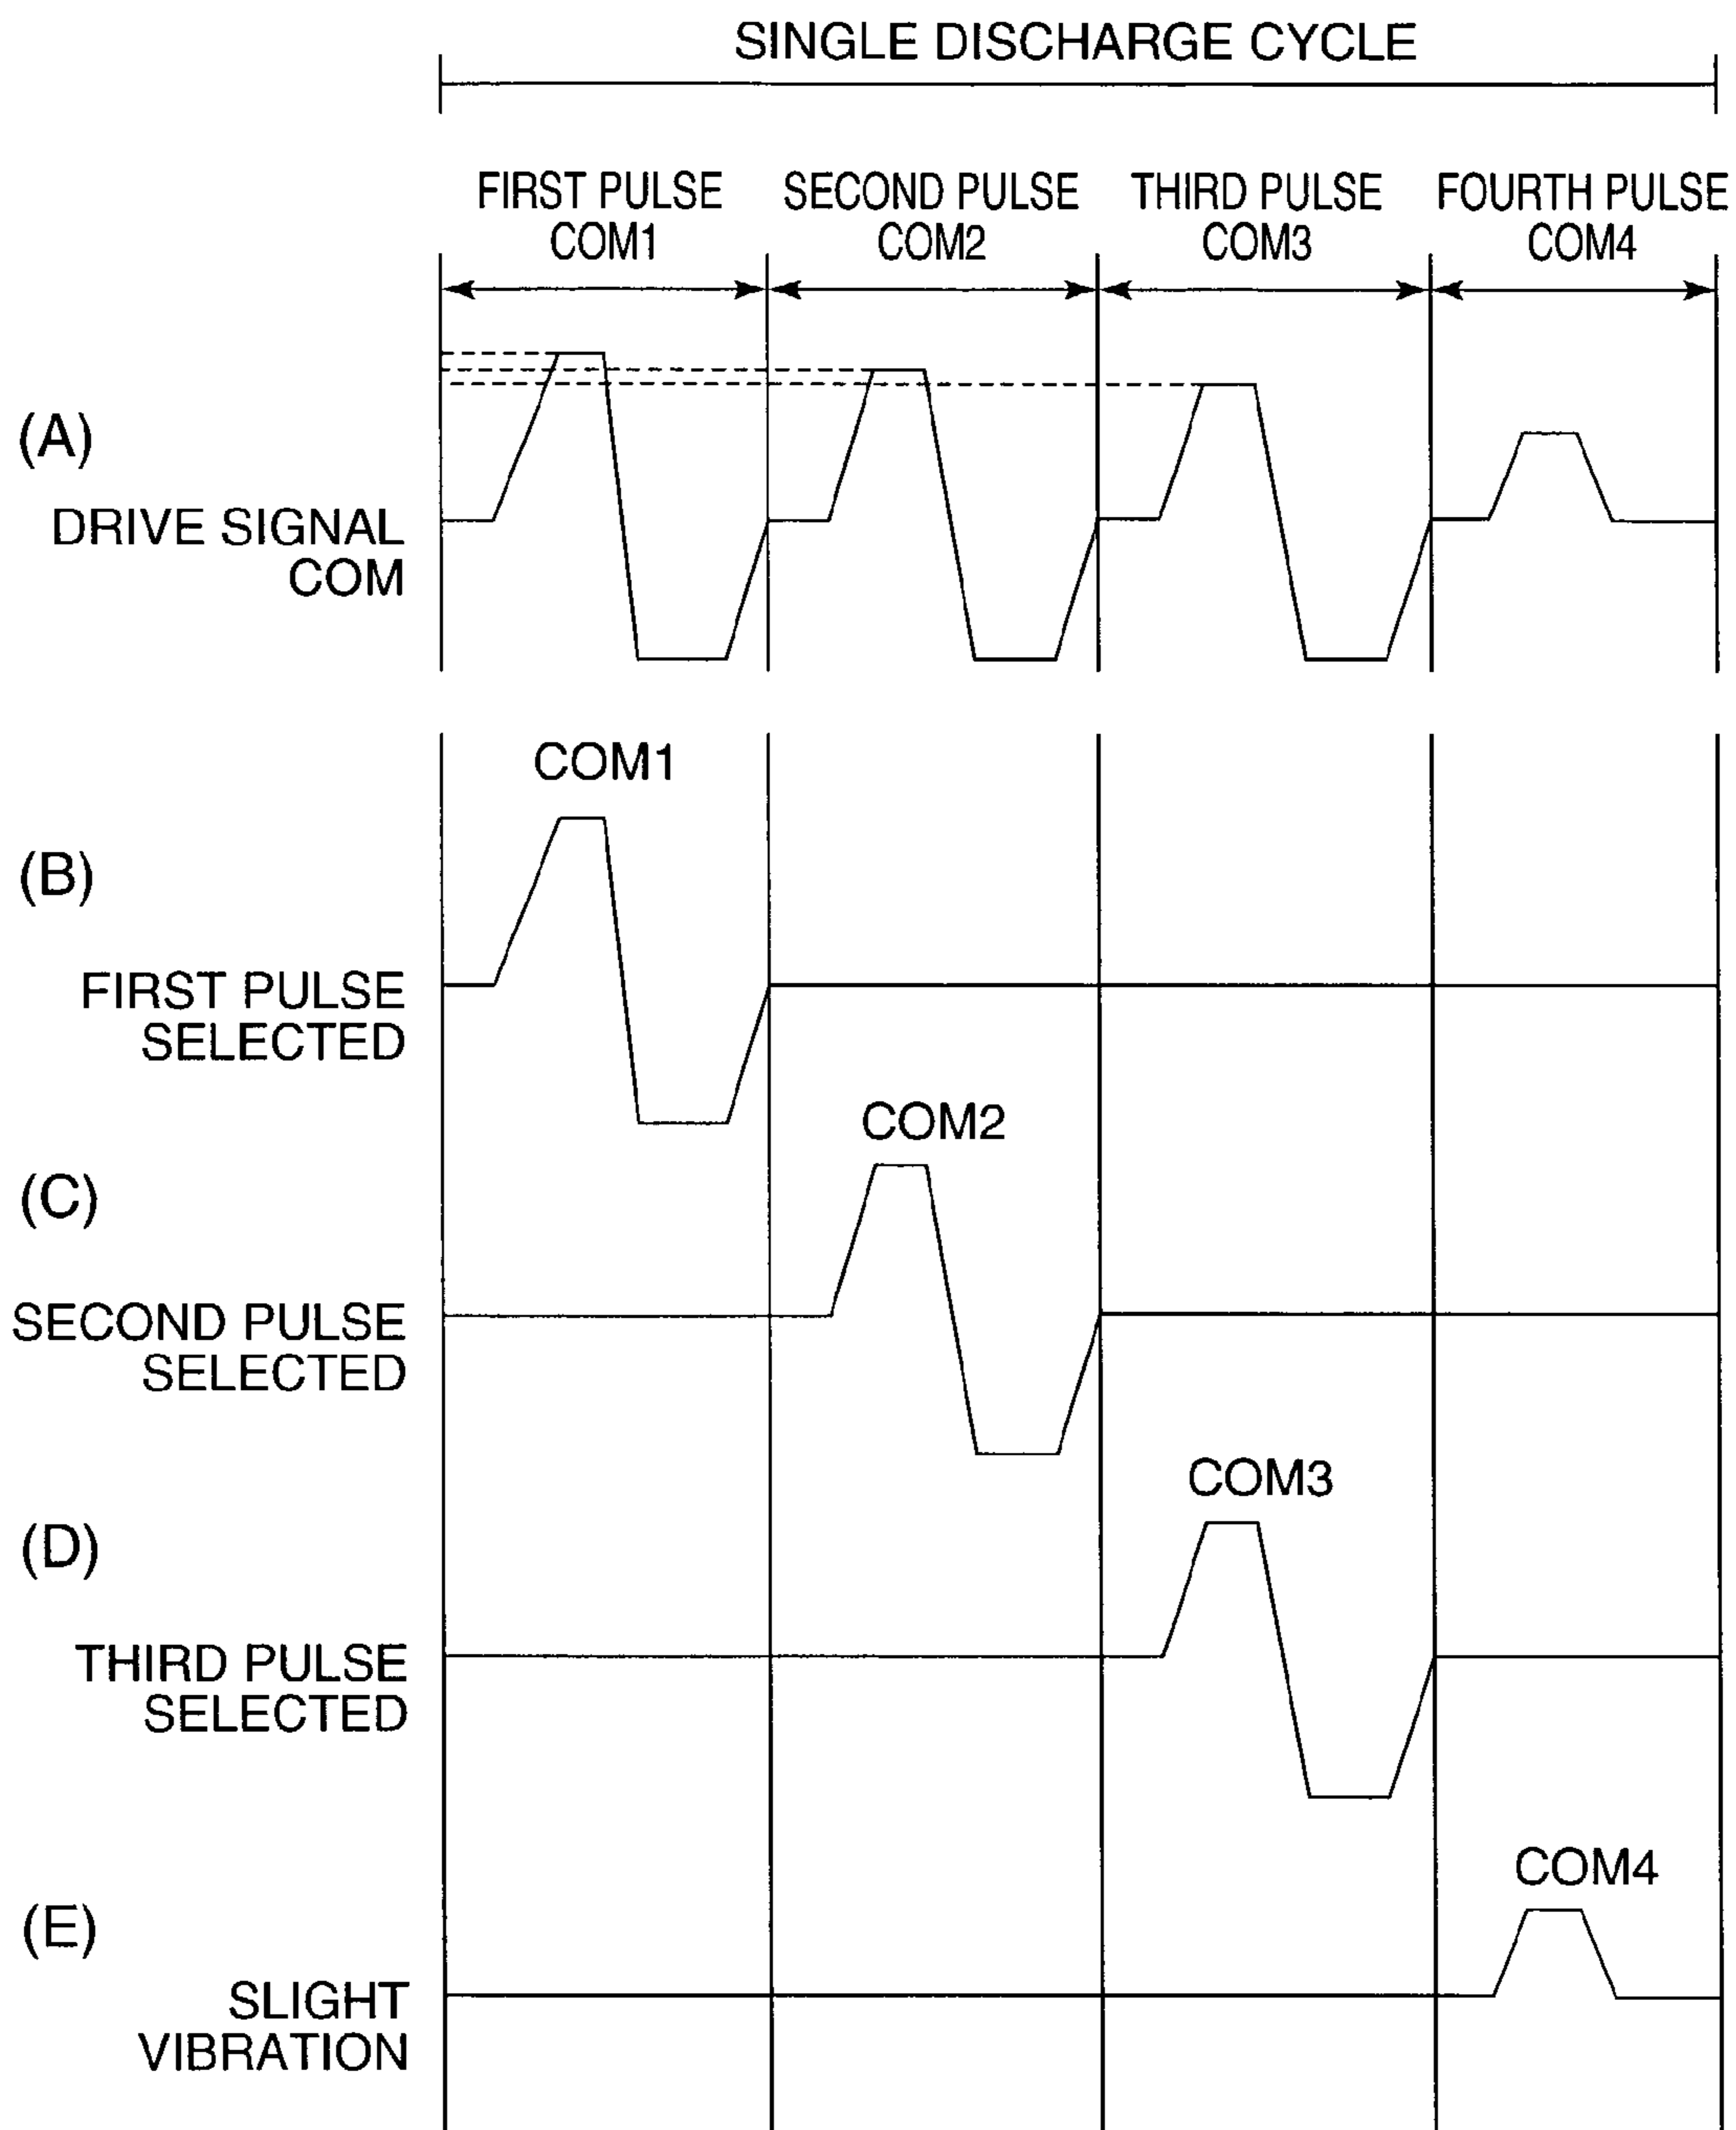 SINGLE DISCHARGE CYCLE
FIRST PULSE
COM1
SECOND PULSE
COM2
THIRD PULSE
COM3
FOURTH PULSE
COM4
(A)
DRIVE SIGNAL
COM
COM1
(B)
FIRST PULSE
SELECTED
COM2
(C)
SECOND PULSE
SELECTED
COM3
(D)
THIRD PULSE
SELECTED
COM4
(E)
SLIGHT
VIBRATION